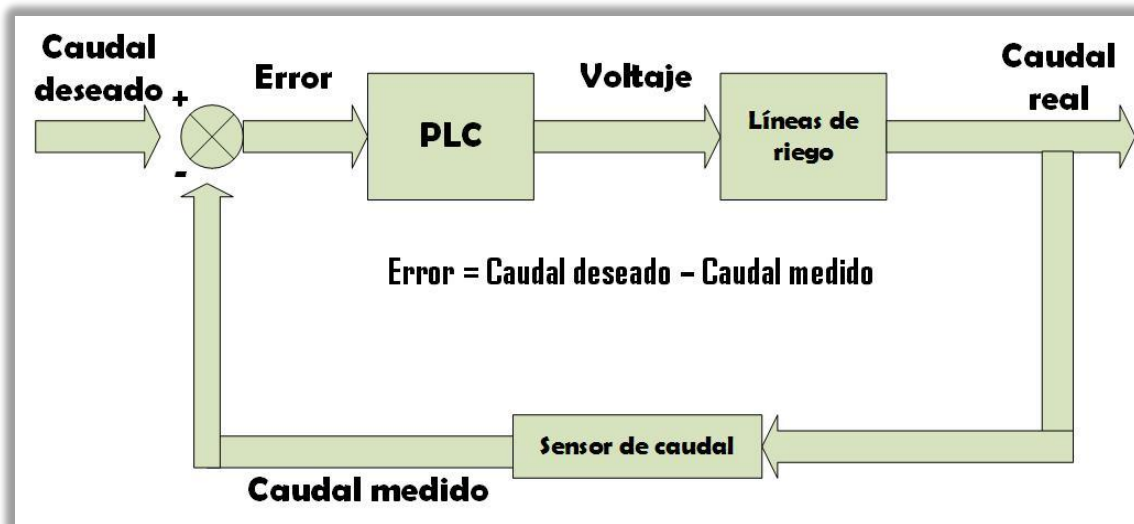 Caudal
deseado
+
-
Error
PLC
Voltaje
Líneas de
riego
Caudal
real
Error = Caudal deseado – Caudal medido
Sensor de caudal
Caudal medido